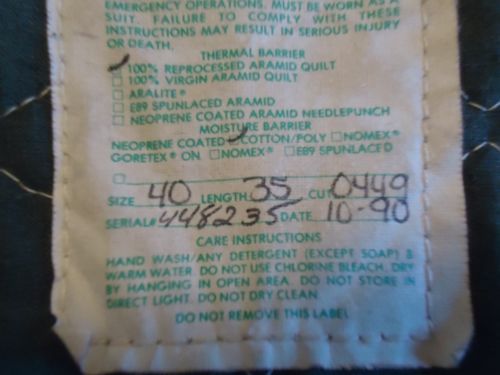 EMERGENCY OPERATIONS. MUST BE WORN AS A
SUIT. FAILURE TO COMPLY WITH THESE
INSTRUCTIONS MAY RESULT IN SERIOUS INJURY
OR DEATH.
THERMAL BARRIER
100% REPROCESSED ARAMID QUILT
100% VIRGIN ARAMID QUILT
ARALITE®
E89 SPUNLACED ARAMID
NEOPRENE COATED ARAMID NEEDLEPUNCH
MOISTURE BARRIER
NEOPRENE COATED COTTON/POLY NOMEX®
GORETEX® ON NOMEX® E89 SPUNLACED
SIZE 40 LENGTH 35 CUT 0449
SERIAL# 448235 DATE 10-90
CARE INSTRUCTIONS
HAND WASH/ANY DETERGENT (EXCEPT SOAP) &
WARM WATER. DO NOT USE CHLORINE BLEACH. DRY
BY HANGING IN OPEN AREA. DO NOT STORE IN
DIRECT LIGHT. DO NOT DRY CLEAN.
DO NOT REMOVE THIS LABEL